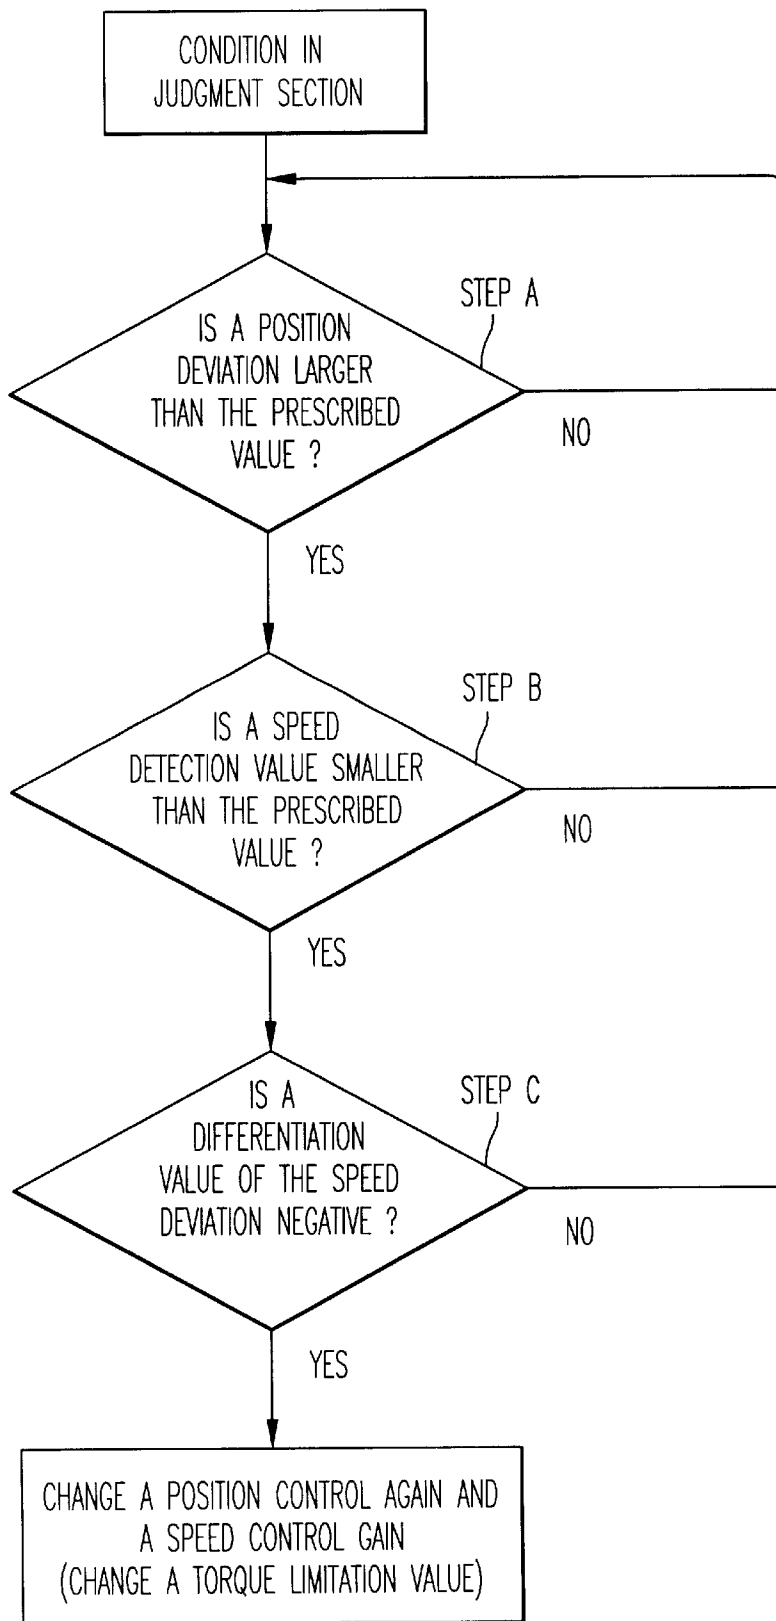 CONDITION IN
JUDGMENT SECTION
STEP A
IS A POSITION
DEVIATION LARGER
THAN THE PRESCRIBED
VALUE ?
NO
YES
STEP B
IS A SPEED
DETECTION VALUE SMALLER
THAN THE PRESCRIBED
VALUE ?
NO
YES
STEP C
IS A
DIFFERENTIATION
VALUE OF THE SPEED
DEVIATION NEGATIVE ?
NO
YES
CHANGE A POSITION CONTROL AGAIN AND
A SPEED CONTROL GAIN
(CHANGE A TORQUE LIMITATION VALUE)